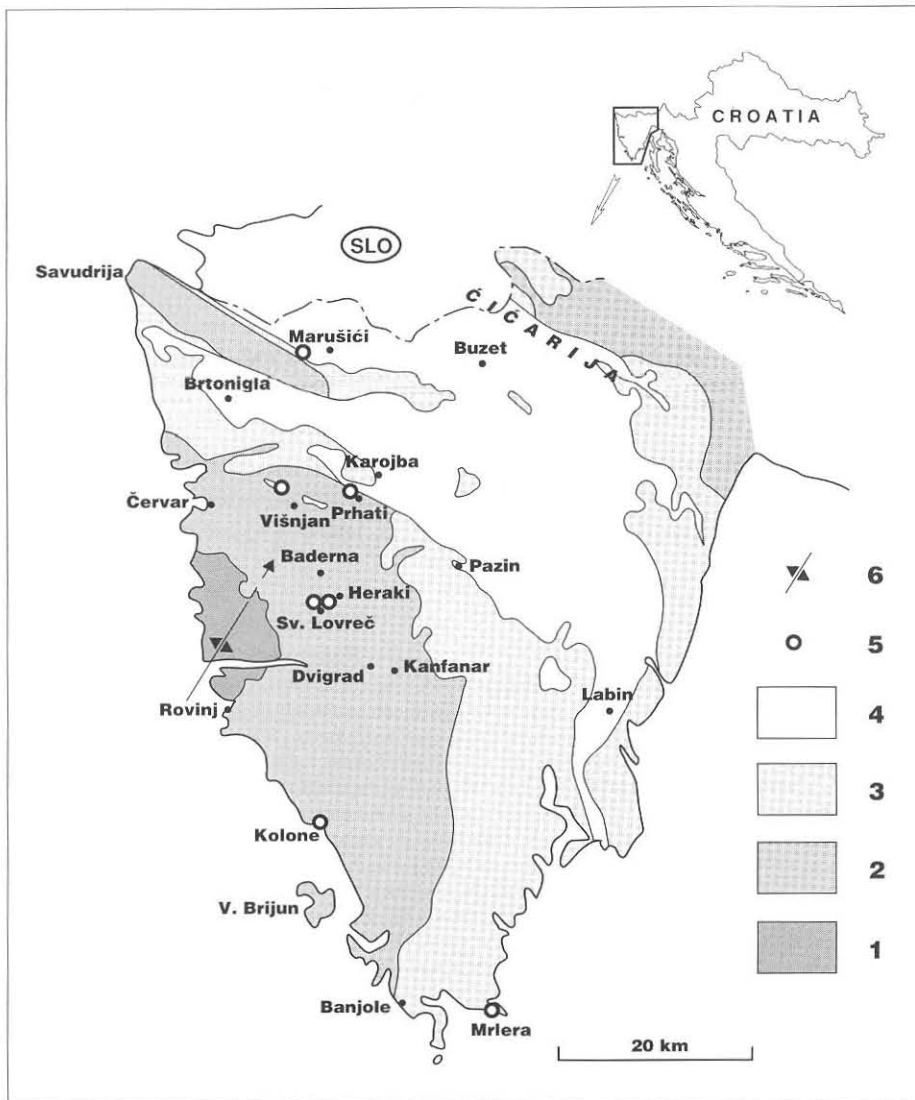 CROATIA
SLO
Savudrija
ĆIĆARIJA
Marušići
Buzet
Brtonigla
Karojba
Červar
Višnjan
Prhati
Baderna
Pazin
6
Heraki
Sv. Lovreč
5
Dvigrad
Kanfanar
Labin
Rovinj
4
3
Kolone
2
V. Brijun
1
Banjole
Mrlera
20 km